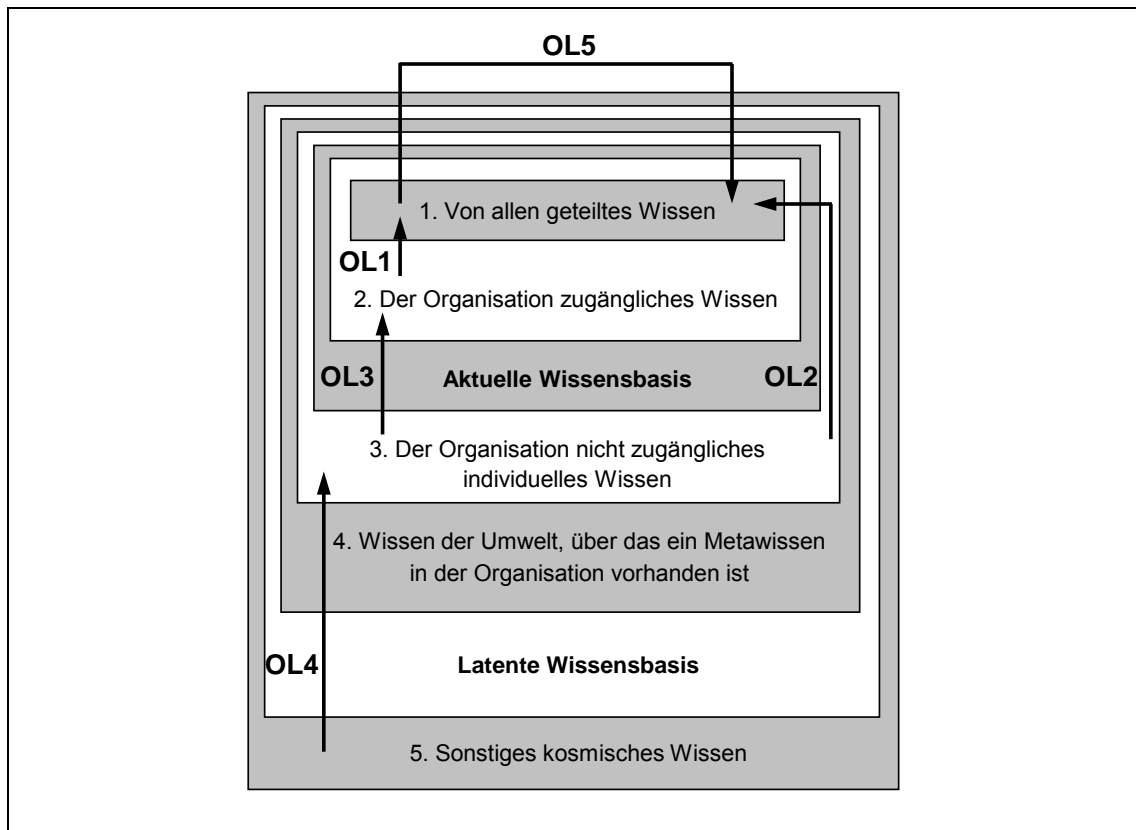 OL5
1. Von allen geteiltes Wissen
OL1
2. Der Organisation zugängliches Wissen
OL3
Aktuelle Wissensbasis
OL2
3. Der Organisation nicht zugängliches
individuelles Wissen
4. Wissen der Umwelt, über das ein Metawissen
in der Organisation vorhanden ist
OL4
Latente Wissensbasis
5. Sonstiges kosmisches Wissen